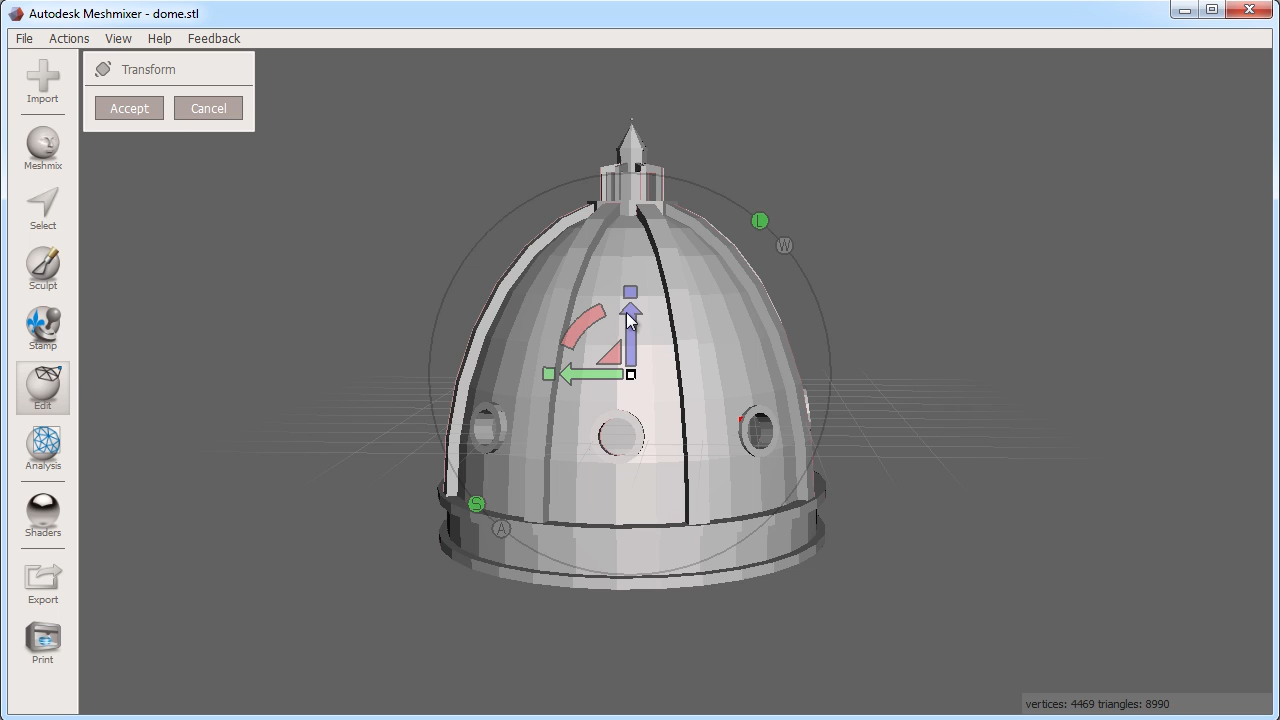 Autodesk Meshmixer - dome.stl
File Actions View Help Feedback
Transform
Accept Cancel
Import
Meshmix
Select
Sculpt
Stamp
Edit
Analysis
Shaders
Export
Print
L
W
S
A
vertices: 4469 triangles: 8990